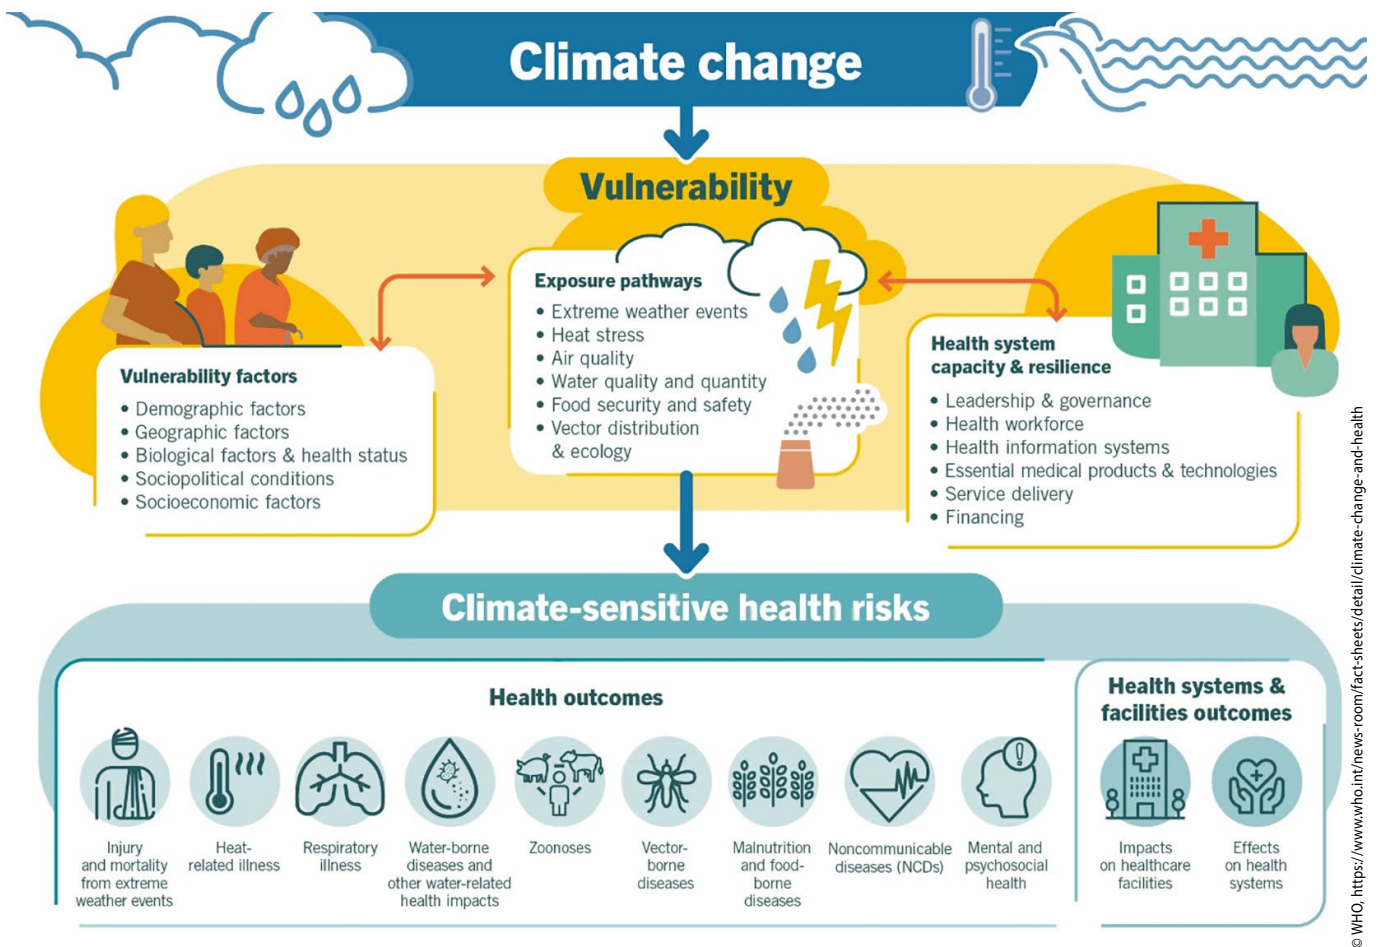 Climate change
Vulnerability
Vulnerability factors
• Demographic factors
• Geographic factors
• Biological factors & health status
• Sociopolitical conditions
• Socioeconomic factors
Exposure pathways
• Extreme weather events
• Heat stress
• Air quality
• Water quality and quantity
• Food security and safety
• Vector distribution
& ecology
Health system
capacity & resilience
• Leadership & governance
• Health workforce
• Health information systems
• Essential medical products & technologies
• Service delivery
• Financing
Climate-sensitive health risks
Health outcomes
Injury
and mortality
from extreme
weather events
Heat-
related illness
Respiratory
illness
Water-borne
diseases and
other water-related
health impacts
Zoonoses
Vector-
borne
diseases
Malnutrition
and food-
borne
diseases
Noncommunicable
diseases (NCDs)
Mental and
psychosocial
health
Health systems &
facilities outcomes
Impacts
on healthcare
facilities
Effects
on health
systems
© WHO, https://www.who.int/news-room/fact-sheets/detail/climate-change-and-health